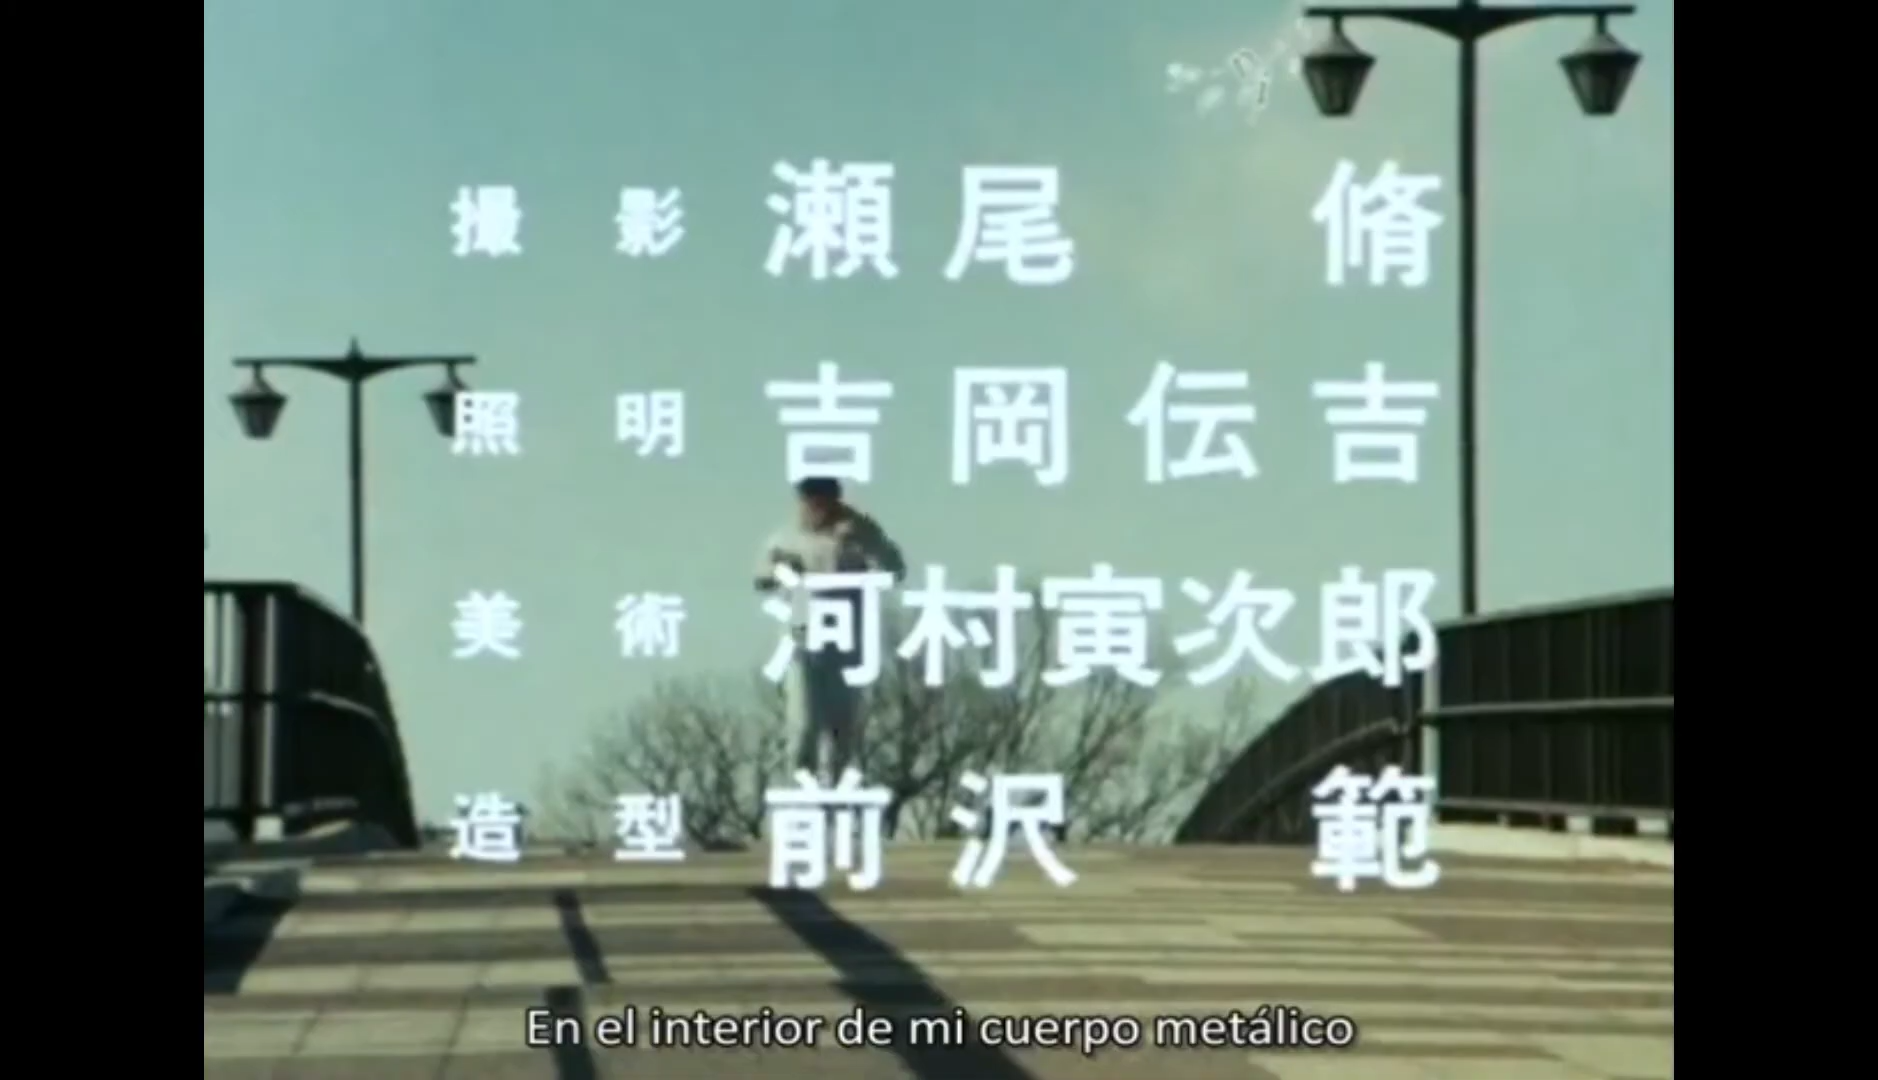 撮影 瀬尾 脩
照明 吉岡伝吉
美術 河村寅次郎
造型 前沢 範
En el interior de mi cuerpo metálico